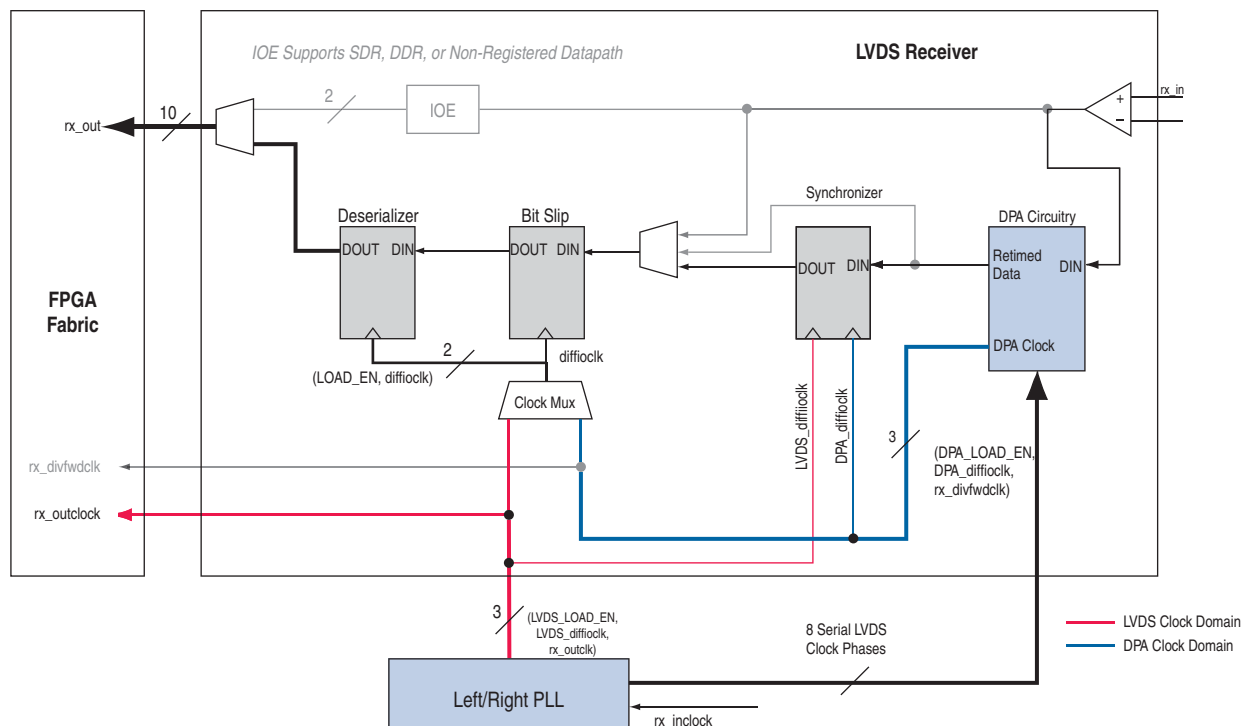 IOE Supports SDR, DDR, or Non-Registered Datapath
LVDS Receiver
2
IOE
+
–
rx_in
10
rx_out
Synchronizer
Deserializer
Bit Slip
DPA Circuitry
DOUT DIN
DOUT DIN
DOUT DIN
Retimed
Data
DIN
FPGA
Fabric
DPA Clock
2
(LOAD_EN, diffioclk)
diffioclk
Clock Mux
LVDS_diffiioclk
DPA_diffioclk
3
(DPA_LOAD_EN,
DPA_diffioclk,
rx_divfwdclk)
rx_divfwdclk
rx_outclock
3
(LVDS_LOAD_EN,
LVDS_diffioclk,
rx_outclk)
8 Serial LVDS
Clock Phases
LVDS Clock Domain
DPA Clock Domain
Left/Right PLL
rx_inclock